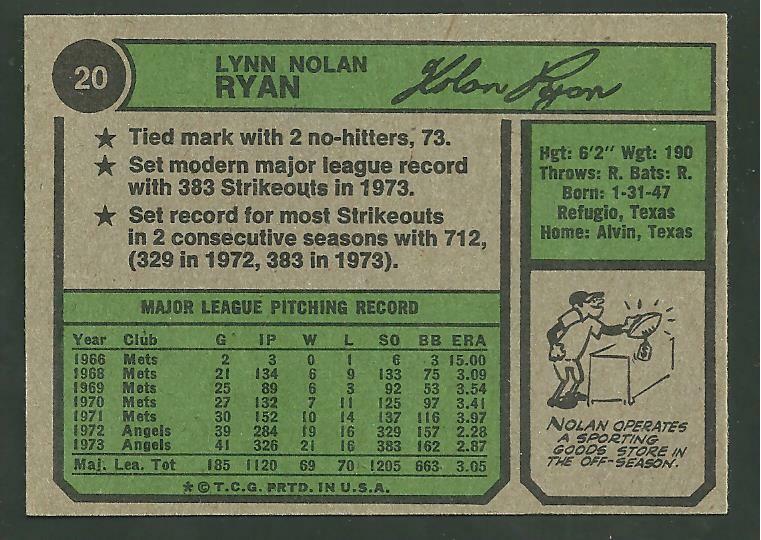 20
LYNN NOLAN
RYAN
Nolan Ryan
★ Tied mark with 2 no-hitters, 73.
★ Set modern major league record
with 383 Strikeouts in 1973.
★ Set record for most Strikeouts
in 2 consecutive seasons with 712,
(329 in 1972, 383 in 1973).
Hgt: 6'2" Wgt: 190
Throws: R. Bats: R.
Born: 1-31-47
Refugio, Texas
Home: Alvin, Texas
MAJOR LEAGUE PITCHING RECORD
Year Club G IP W L SO BB ERA
1966 Mets 2 3 0 1 6 3 15.00
1968 Mets 21 134 6 9 133 75 3.09
1969 Mets 25 89 6 3 92 53 3.54
1970 Mets 27 132 7 11 125 97 3.41
1971 Mets 30 152 10 14 137 116 3.97
1972 Angels 39 284 19 16 329 157 2.28
1973 Angels 41 326 21 16 383 162 2.87
Maj. Lea. Tot 185 1120 69 70 1205 663 3.05
NOLAN OPERATES
A SPORTING
GOODS STORE IN
THE OFF-SEASON.
★ © T.C.G. PRTD. IN U.S.A.